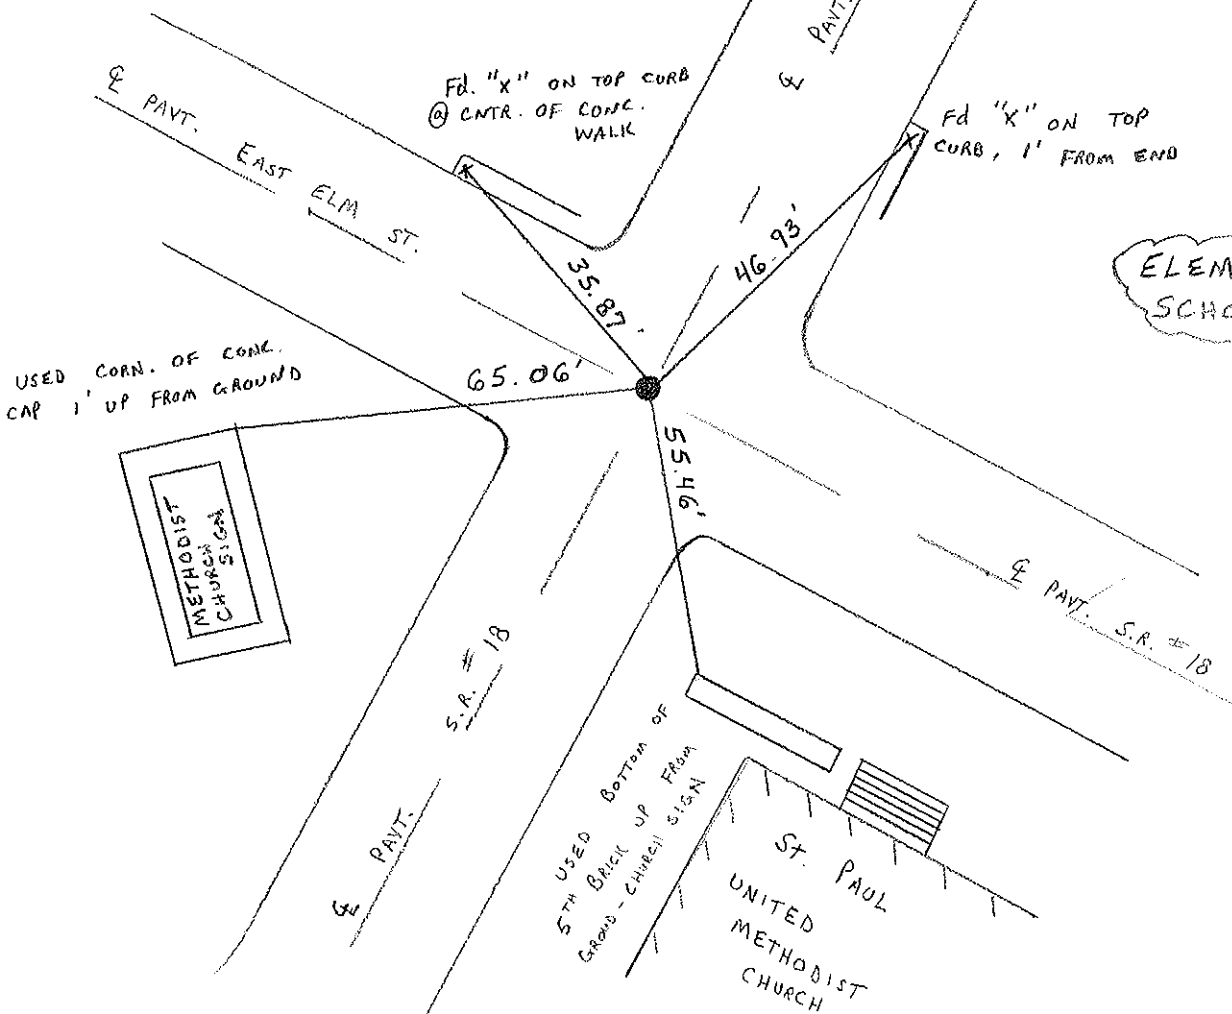 ℄ PAVT.
Fd. "X" ON TOP CURB
@ CNTR. OF CONC.
WALK
Fd "X" ON TOP
CURB, 1' FROM END
℄ PAVT. EAST ELM ST.
35.87'
46.93'
ELEM
SCHO
USED CORN. OF CONC.
CAP 1' UP FROM GROUND
65.06'
55.46'
METHODIST
CHURCH
SIGN
℄ PAVT. S.R. # 18
℄ PAVT. S.R. # 18
USED BOTTOM OF
5TH BRICK UP FROM
GROUND - CHURCH SIGN
St. PAUL
UNITED
METHODIST
CHURCH